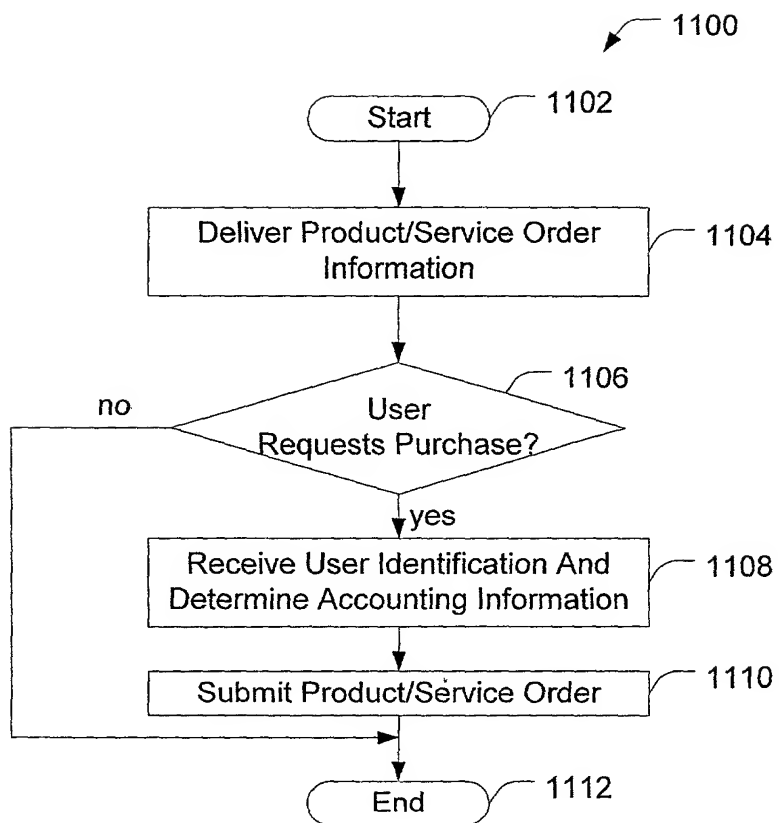 1100
Start
1102
Deliver Product/Service Order
Information
1104
1106
no
User
Requests Purchase?
yes
Receive User Identification And
Determine Accounting Information
1108
Submit Product/Service Order
1110
End
1112